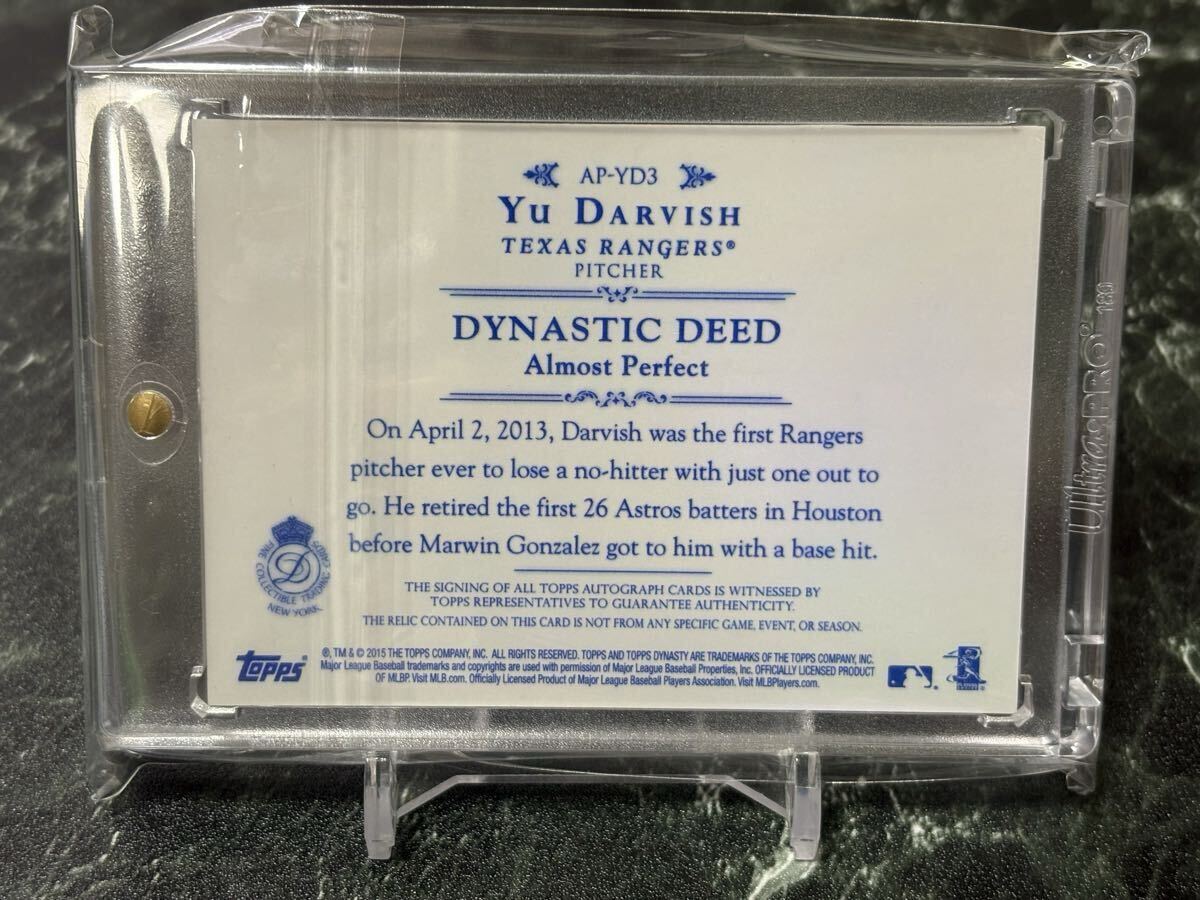 AP-YD3
YU DARVISH
TEXAS RANGERS®
PITCHER
DYNASTIC DEED
Almost Perfect
On April 2, 2013, Darvish was the first Rangers
pitcher ever to lose a no-hitter with just one out to
go. He retired the first 26 Astros batters in Houston
before Marwin Gonzalez got to him with a base hit.
THE SIGNING OF ALL TOPPS AUTOGRAPH CARDS IS WITNESSED BY
TOPPS REPRESENTATIVES TO GUARANTEE AUTHENTICITY.
THE RELIC CONTAINED ON THIS CARD IS NOT FROM ANY SPECIFIC GAME, EVENT, OR SEASON.
D
FINE COLLECTIBLE TRADING CARDS
NEW YORK
topps®
®, TM & © 2015 THE TOPPS COMPANY, INC. ALL RIGHTS RESERVED. TOPPS AND TOPPS DYNASTY ARE TRADEMARKS OF THE TOPPS COMPANY, INC.
Major League Baseball trademarks and copyrights are used with permission of Major League Baseball Properties, Inc. OFFICIALLY LICENSED PRODUCT
OF MLBP. Visit MLB.com. Officially Licensed Product of Major League Baseball Players Association. Visit MLBPlayers.com.
Ultra•PRO® 180